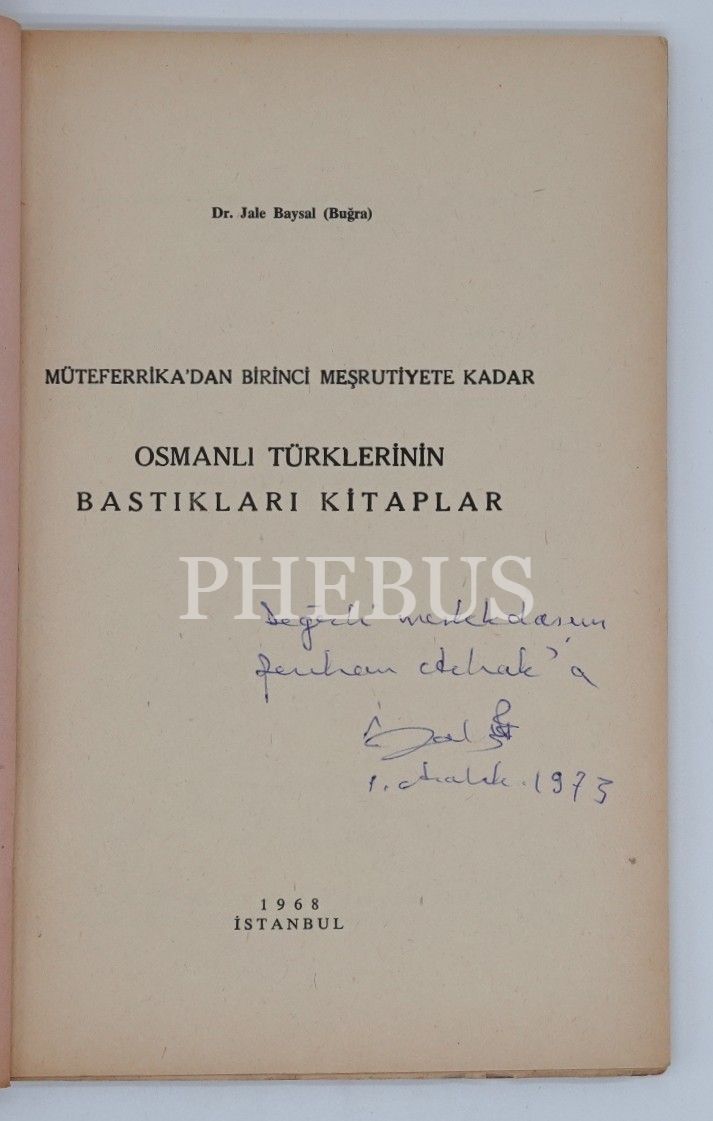 Dr. Jale Baysal (Buğra)
MÜTEFERRİKA'DAN BİRİNCİ MEŞRUTİYETE KADAR
OSMANLI TÜRKLERİNİN
BASTIKLARI KİTAPLAR
PHEBUS
Değerli meslekdaşım
'a
1. Aralık. 1973
1968
İSTANBUL